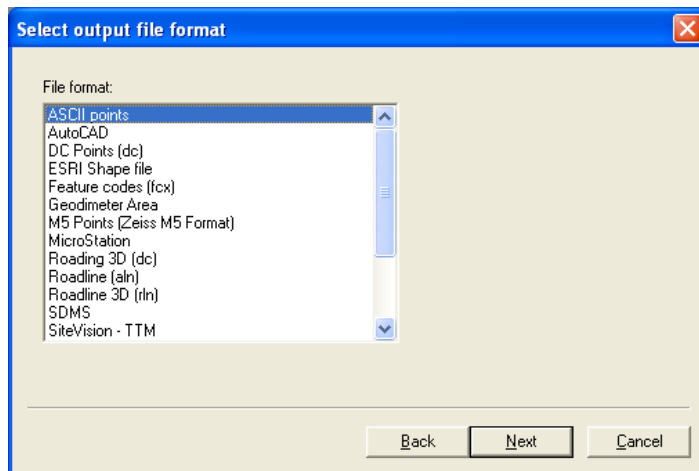 Select output file format
File format:
ASCII points
AutoCAD
DC Points (dc)
ESRI Shape file
Feature codes (fcx)
Geodimeter Area
M5 Points (Zeiss M5 Format)
MicroStation
Roading 3D (dc)
Roadline (aln)
Roadline 3D (rln)
SDMS
SiteVision - TTM
Back
Next
Cancel